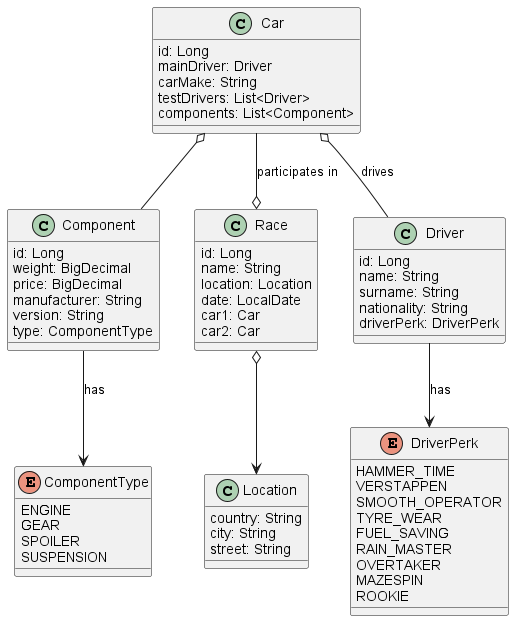 C Car
id: Long
mainDriver: Driver
carMake: String
testDrivers: List<Driver>
components: List<Component>
participates in
drives
C Component
id: Long
weight: BigDecimal
price: BigDecimal
manufacturer: String
version: String
type: ComponentType
C Race
id: Long
name: String
location: Location
date: LocalDate
car1: Car
car2: Car
C Driver
id: Long
name: String
surname: String
nationality: String
driverPerk: DriverPerk
has
has
E ComponentType
ENGINE
GEAR
SPOILER
SUSPENSION
C Location
country: String
city: String
street: String
E DriverPerk
HAMMER_TIME
VERSTAPPEN
SMOOTH_OPERATOR
TYRE_WEAR
FUEL_SAVING
RAIN_MASTER
OVERTAKER
MAZESPIN
ROOKIE